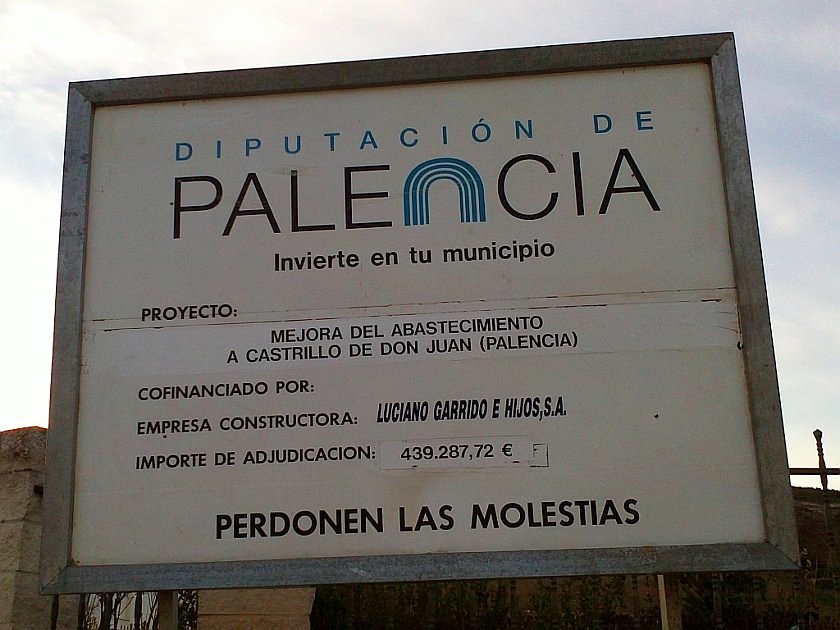 DIPUTACIÓN DE
PALENCIA
Invierte en tu municipio
PROYECTO:
MEJORA DEL ABASTECIMIENTO
A CASTRILLO DE DON JUAN (PALENCIA)
COFINANCIADO POR:
EMPRESA CONSTRUCTORA: LUCIANO GARRIDO E HIJOS,S.A.
IMPORTE DE ADJUDICACION: 439.287,72 €
PERDONEN LAS MOLESTIAS